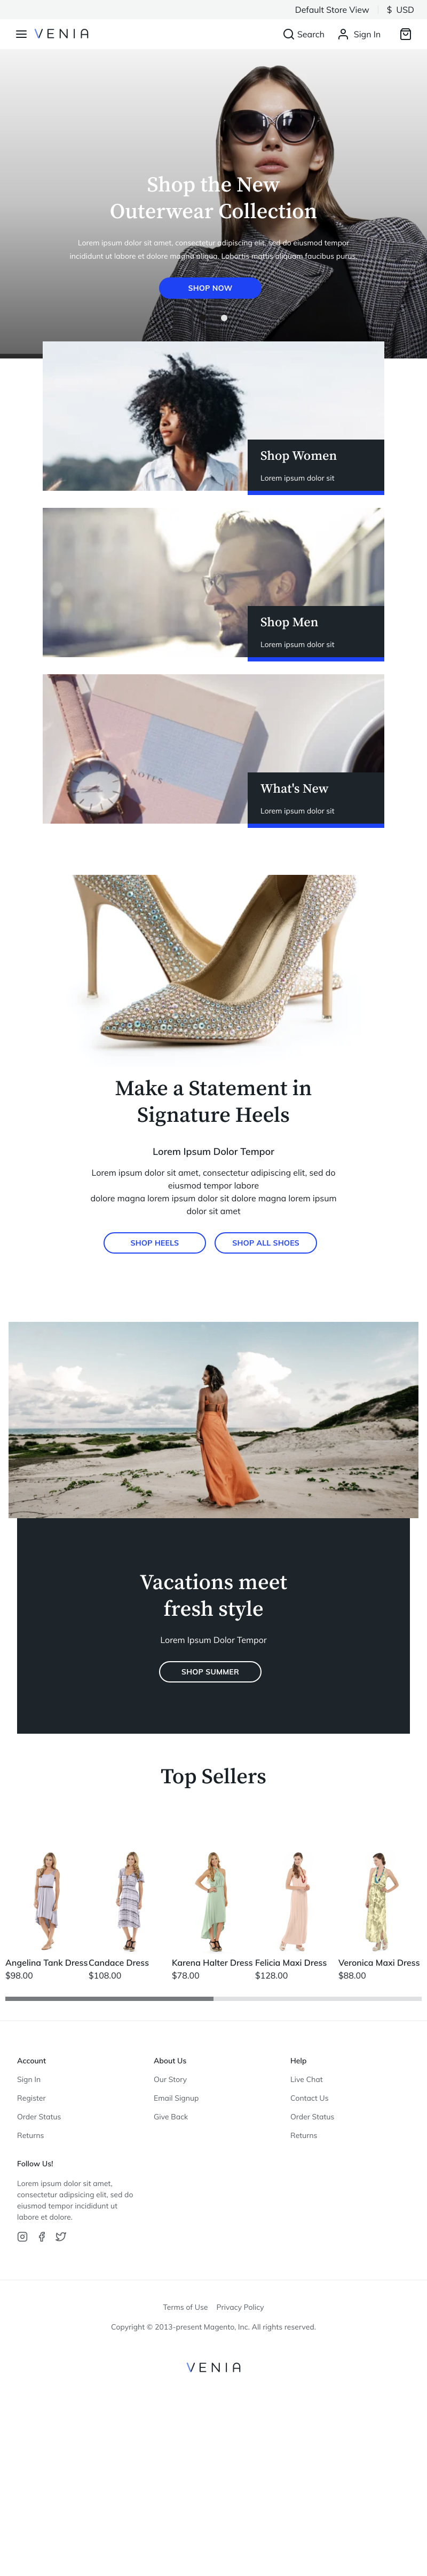 Default Store View
$ USD
VENIA
Search
Sign In
Shop the New
Outerwear Collection
Lorem ipsum dolor sit amet, consectetur adipiscing elit, sed do eiusmod tempor
incididunt ut labore et dolore magna aliqua. Lobortis mattis aliquam faucibus purus.
SHOP NOW
Shop Women
Lorem ipsum dolor sit
Shop Men
Lorem ipsum dolor sit
NOTES
What's New
Lorem ipsum dolor sit
Make a Statement in
Signature Heels
Lorem Ipsum Dolor Tempor
Lorem ipsum dolor sit amet, consectetur adipiscing elit, sed do
eiusmod tempor labore
dolore magna lorem ipsum dolor sit dolore magna lorem ipsum
dolor sit amet
SHOP HEELS
SHOP ALL SHOES
Vacations meet
fresh style
Lorem Ipsum Dolor Tempor
SHOP SUMMER
Top Sellers
Angelina Tank Dress
$98.00
Candace Dress
$108.00
Karena Halter Dress
$78.00
Felicia Maxi Dress
$128.00
Veronica Maxi Dress
$88.00
Account
Sign In
Register
Order Status
Returns
About Us
Our Story
Email Signup
Give Back
Help
Live Chat
Contact Us
Order Status
Returns
Follow Us!
Lorem ipsum dolor sit amet,
consectetur adipsicing elit, sed do
eiusmod tempor incididunt ut
labore et dolore.
Terms of Use
Privacy Policy
Copyright © 2013-present Magento, Inc. All rights reserved.
VENIA